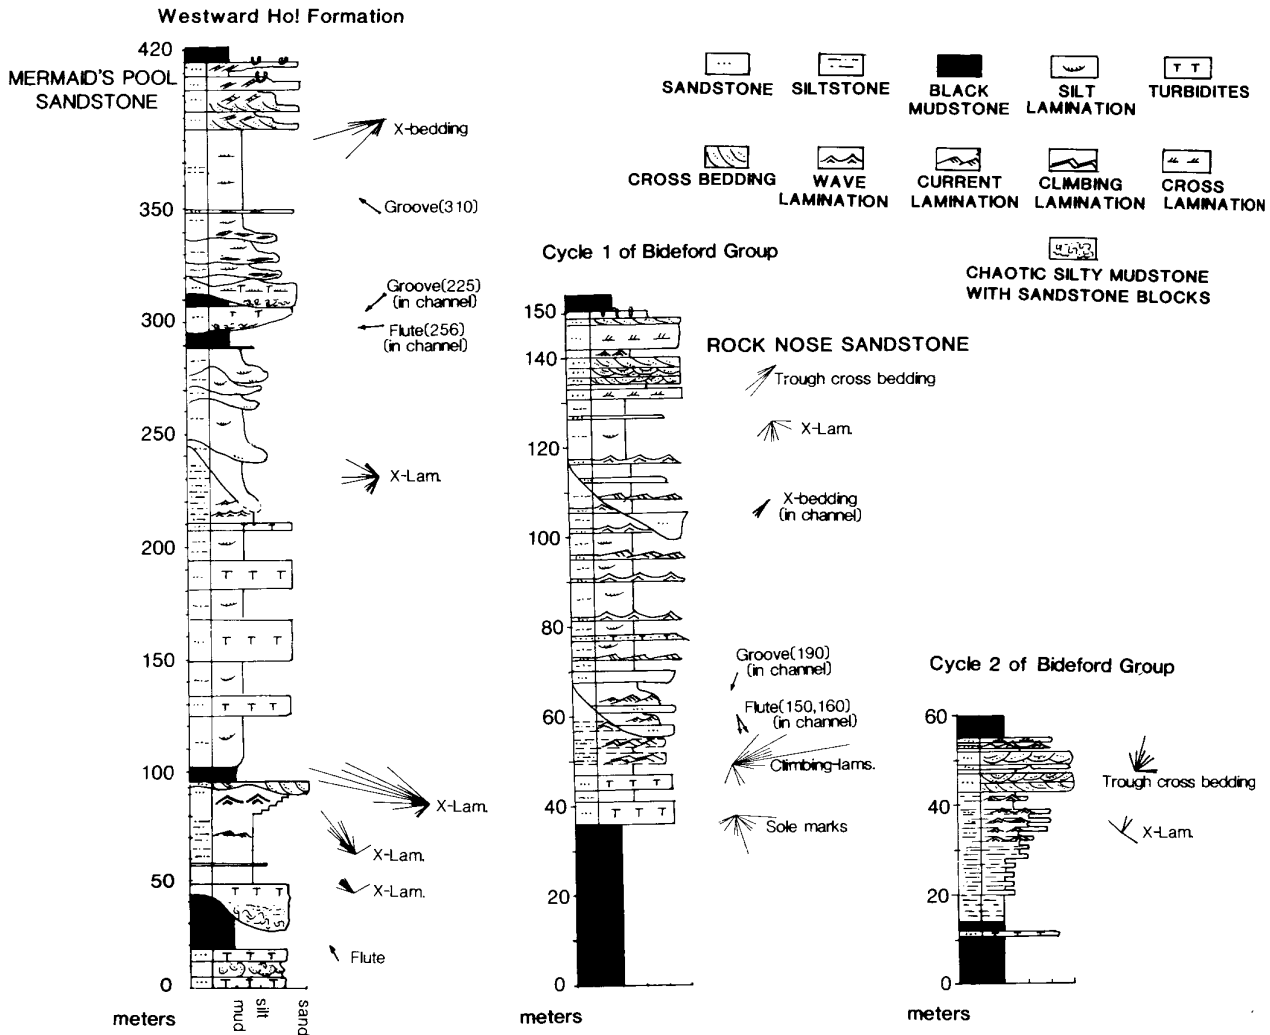 Westward Ho! Formation
420
MERMAID'S POOL
SANDSTONE
X-bedding
350
Groove(310)
Groove(225)
(in channel)
300
Flute(256)
(in channel)
250
X-Lam.
200
150
100
X-Lam.
X-Lam.
50
X-Lam.
Flute
0
meters
mud
silt
sand
SANDSTONE
SILTSTONE
BLACK
MUDSTONE
SILT
LAMINATION
TURBIDITES
CROSS BEDDING
WAVE
LAMINATION
CURRENT
LAMINATION
CLIMBING
LAMINATION
CROSS
LAMINATION
CHAOTIC SILTY MUDSTONE
WITH SANDSTONE BLOCKS
Cycle 1 of Bideford Group
150
ROCK NOSE SANDSTONE
140
Trough cross bedding
X-Lam.
120
X-bedding
(in channel)
100
80
Groove(190)
(in channel)
Flute(150,160)
(in channel)
60
Climbing-lams.
40
Sole marks
20
0
meters
Cycle 2 of Bideford Group
60
Trough cross bedding
40
X-Lam.
20
0
meters